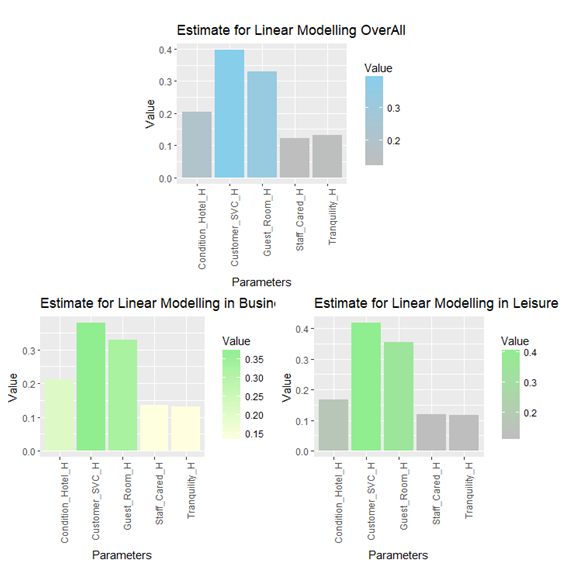 Estimate for Linear Modelling OverAll
Value
0.4
0.3
0.2
0.1
0.0
Condition_Hotel_H
Customer_SVC_H
Guest_Room_H
Staff_Cared_H
Tranquility_H
Parameters
Value
0.3
0.2
Estimate for Linear Modelling in Busin
Value
0.3
0.2
0.1
0.0
Condition_Hotel_H
Customer_SVC_H
Guest_Room_H
Staff_Cared_H
Tranquility_H
Parameters
Value
0.35
0.30
0.25
0.20
0.15
Estimate for Linear Modelling in Leisure
Value
0.4
0.3
0.2
0.1
0.0
Condition_Hotel_H
Customer_SVC_H
Guest_Room_H
Staff_Cared_H
Tranquility_H
Parameters
Value
0.4
0.3
0.2